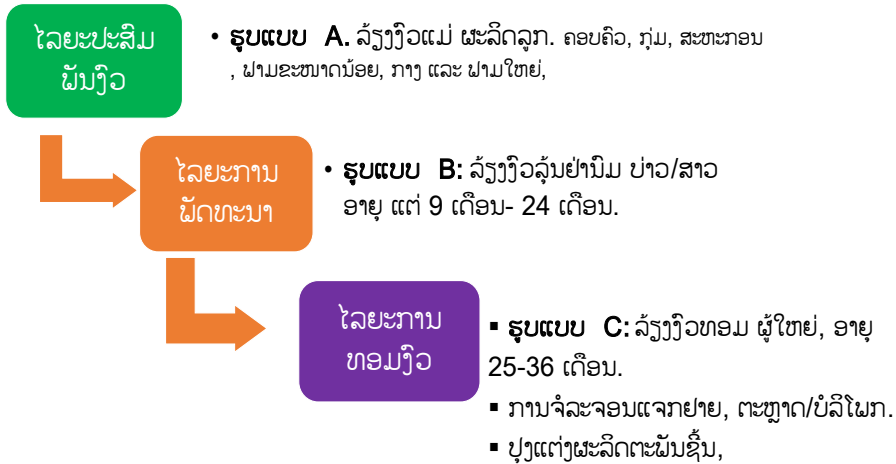 ໄລຍະປະສົມ
ພັນງົວ
• ຮູບແບບ A. ລ້ຽງງົວແມ່ ຜະລິດລູກ. ຄອບຄົວ, ກຸ່ມ, ສະຫະກອນ
, ຟາມຂະໜາດນ້ອຍ, ກາງ ແລະ ຟາມໃຫຍ່,
ໄລຍະການ
ພັດທະນາ
• ຮູບແບບ B: ລ້ຽງງົວລຸ້ນຢ່ານົມ ບ່າວ/ສາວ
ອາຍຸ ແຕ່ 9 ເດືອນ- 24 ເດືອນ.
ໄລຍະການ
ທອມງົວ
▪ ຮູບແບບ C: ລ້ຽງງົວທອມ ຜູ້ໃຫຍ່, ອາຍຸ
25-36 ເດືອນ.
▪ ການຈໍລະຈອນແຈກຢາຍ, ຕະຫຼາດ/ບໍລິໂພກ.
▪ ປຸງແຕ່ງຜະລິດຕະພັນຊີ້ນ,